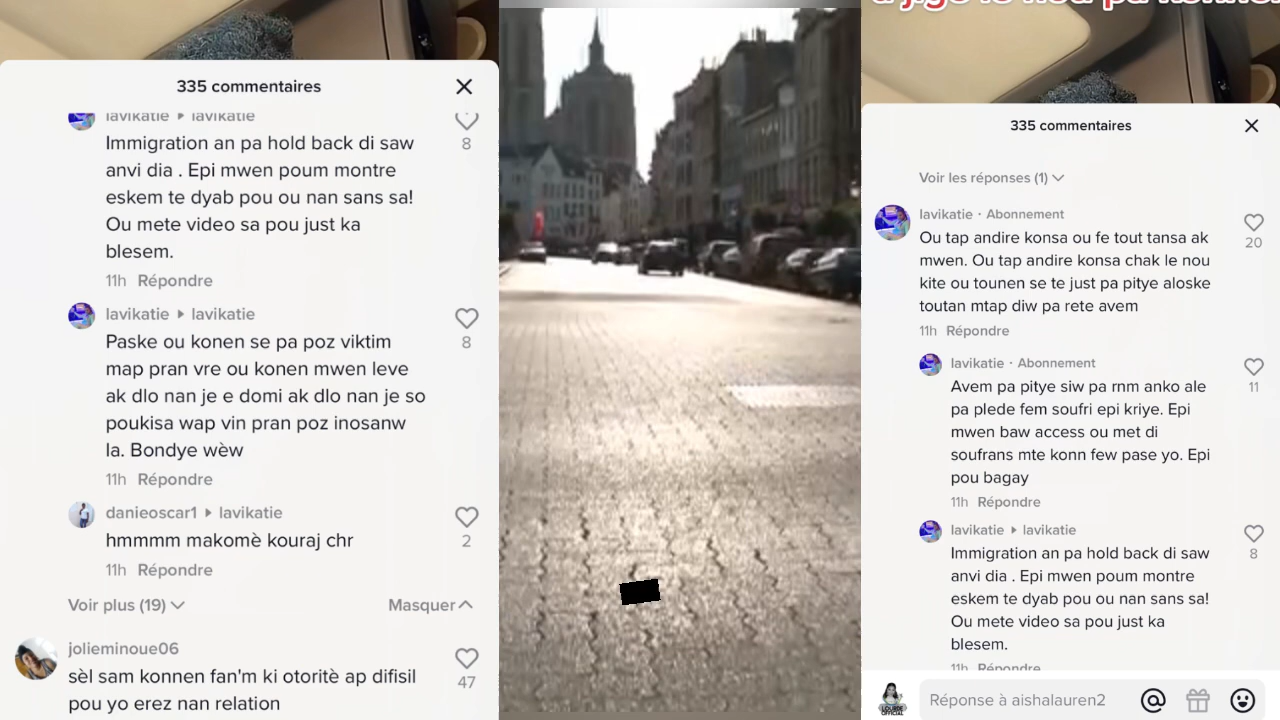 335 commentaires
lavikatie lavikatie
Immigration an pa hold back di saw
anvi dia . Epi mwen poum montre
eskem te dyab pou ou nan sans sa!
Ou mete video sa pou just ka
blesem.
8
11h Répondre
lavikatie lavikatie
Paske ou konen se pa poz viktim
map pran vre ou konen mwen leve
ak dlo nan je e domi ak dlo nan je so
poukisa wap vin pran poz inosanw
la. Bondye wèw
8
11h Répondre
danieoscar1 lavikatie
hmmmm makomè kouraj chr
2
11h Répondre
Voir plus (19) Masquer
jolieminoue06
sèl sam konnen fan'm ki otoritè ap difisil
pou yo erez nan relation
47
335 commentaires
Voir les réponses (1)
lavikatie · Abonnement
Ou tap andire konsa ou fe tout tansa ak
mwen. Ou tap andire konsa chak le nou
kite ou tounen se te just pa pitye aloske
toutan mtap diw pa rete avem
20
11h Répondre
lavikatie · Abonnement
Avem pa pitye siw pa rnm anko ale
pa plede fem soufri epi kriye. Epi
mwen baw access ou met di
soufrans mte konn few pase yo. Epi
pou bagay
11
11h Répondre
lavikatie lavikatie
Immigration an pa hold back di saw
anvi dia . Epi mwen poum montre
eskem te dyab pou ou nan sans sa!
Ou mete video sa pou just ka
blesem.
8
11h Répondre
Réponse à aishalauren2